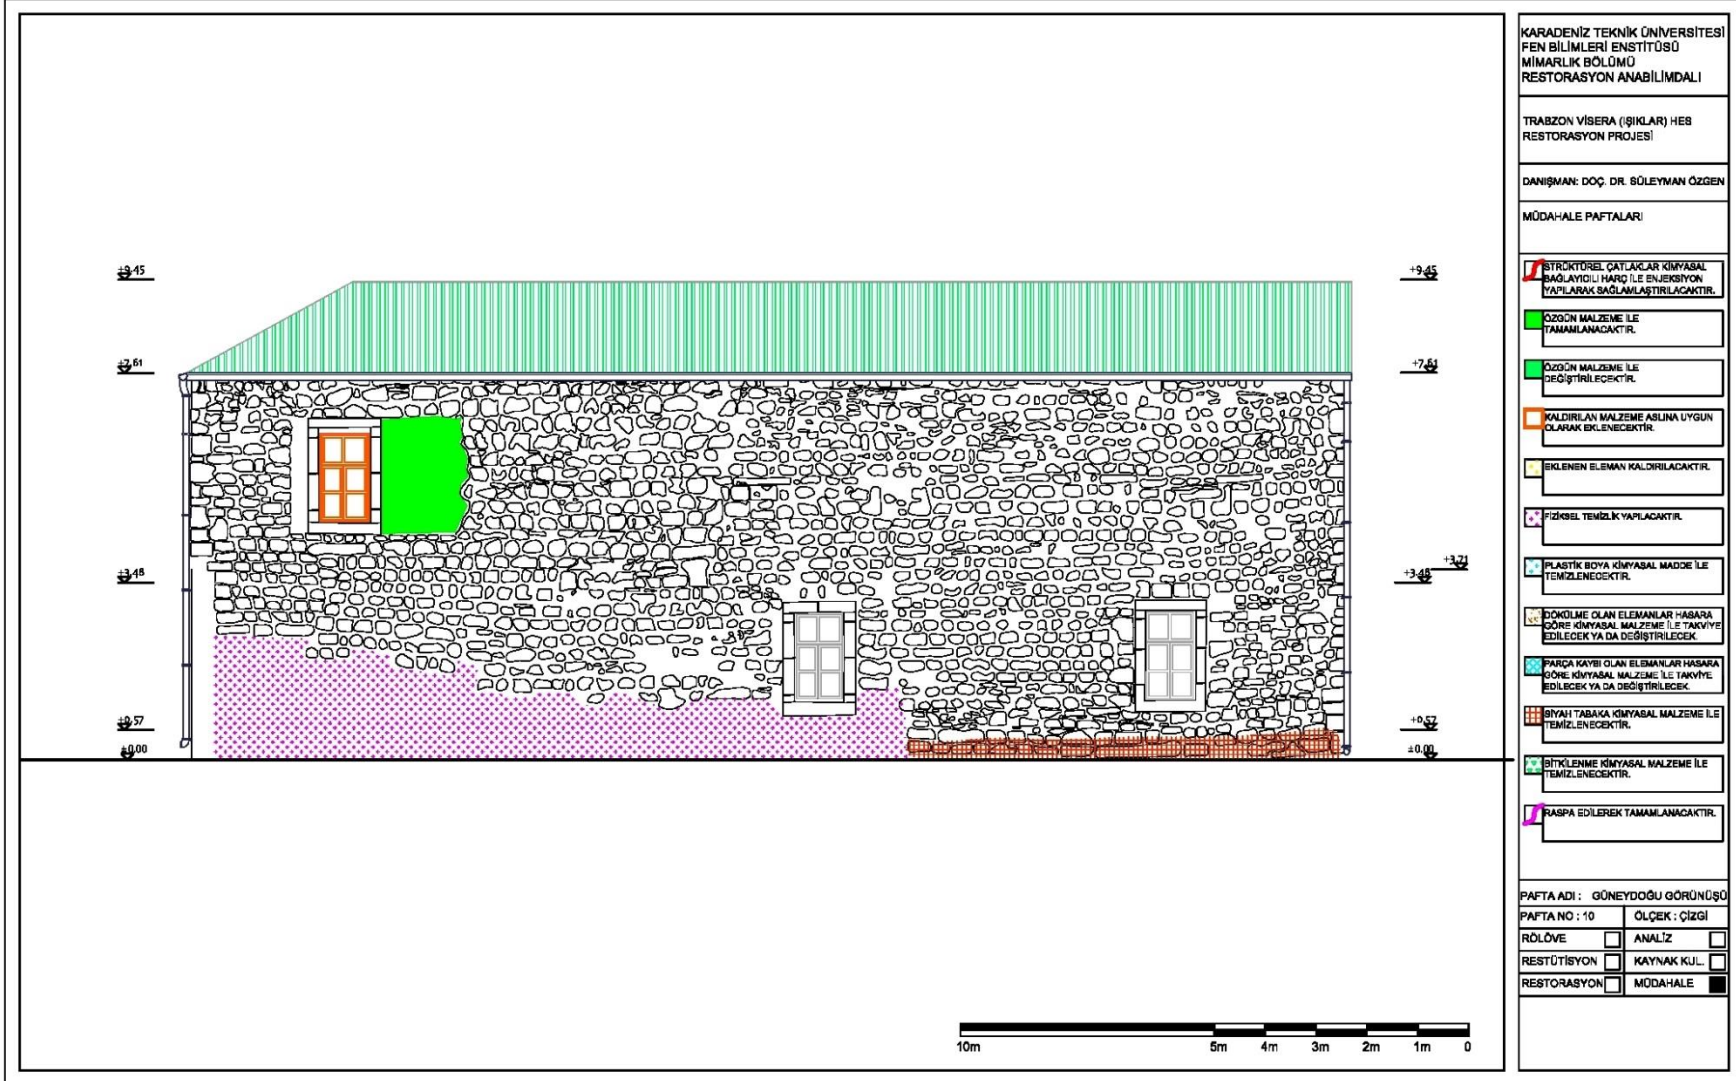 KARADENİZ TEKNİK ÜNİVERSİTESİ
FEN BİLİMLERİ ENSTİTÜSÜ
MİMARLIK BÖLÜMÜ
RESTORASYON ANABİLİMDALI
TRABZON VİSERA (IŞIKLAR) HES
RESTORASYON PROJESİ
DANIŞMAN: DOÇ. DR. SÜLEYMAN ÖZGEN
MÜDAHALE PAFTALARI
STRÜKTÜREL ÇATLAKLAR KİMYASAL
BAĞLAYICILI HARÇ İLE ENJEKSİYON
YAPILARAK SAĞLAMLAŞTIRILACAKTIR.
ÖZGÜN MALZEME İLE
TAMAMLANACAKTIR.
ÖZGÜN MALZEME İLE
DEĞİŞTİRİLECEKTİR.
KALDIRILAN MALZEME ASLINA UYGUN
OLARAK EKLENECEKTİR.
EKLENEN ELEMAN KALDIRILACAKTIR.
FİZİKSEL TEMİZLİK YAPILACAKTIR.
PLASTİK BOYA KİMYASAL MADDE İLE
TEMİZLENECEKTİR.
DÖKÜLME OLAN ELEMANLAR HASARA
GÖRE KİMYASAL MALZEME İLE TAKVİYE
EDİLECEK YA DA DEĞİŞTİRİLECEK.
PARÇA KAYBI OLAN ELEMANLAR HASARA
GÖRE KİMYASAL MALZEME İLE TAKVİYE
EDİLECEK YA DA DEĞİŞTİRİLECEK.
SİYAH TABAKA KİMYASAL MALZEME İLE
TEMİZLENECEKTİR.
BİTKİLENME KİMYASAL MALZEME İLE
TEMİZLENECEKTİR.
RASPA EDİLEREK TAMAMLANACAKTIR.
PAFTA ADI : GÜNEYDOĞU GÖRÜNÜŞÜ
PAFTA NO : 10 ÖLÇEK : ÇİZGİ
RÖLÖVE ANALİZ
RESTÜTİSYON KAYNAK KUL.
RESTORASYON MÜDAHALE
+9.45 +9.45
+7.61 +7.61
+3.71
+3.48 +3.48
+0.57 +0.57
±0.00 ±0.00
10m 5m 4m 3m 2m 1m 0